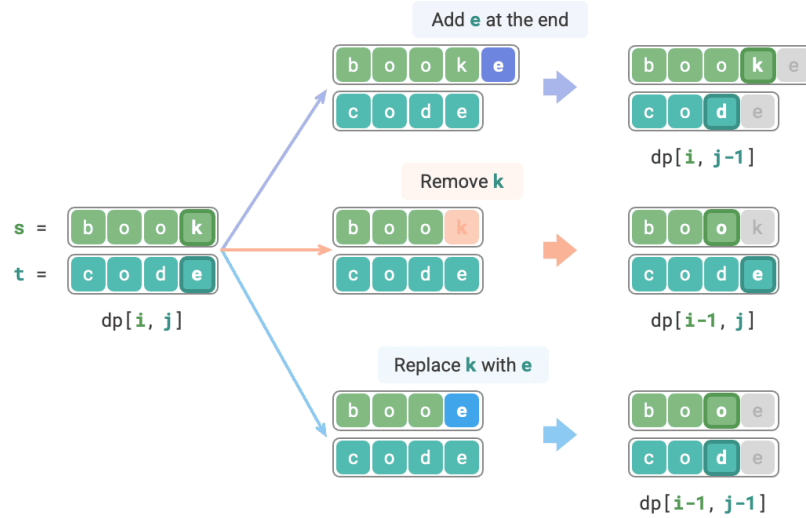 Add e at the end
b o o k e
b o o k e
c o d e
c o d e
dp[i, j-1]
Remove k
s = b o o k
b o o k
b o o k
t = c o d e
c o d e
c o d e
dp[i, j]
dp[i-1, j]
Replace k with e
b o o e
b o o e
c o d e
c o d e
dp[i-1, j-1]